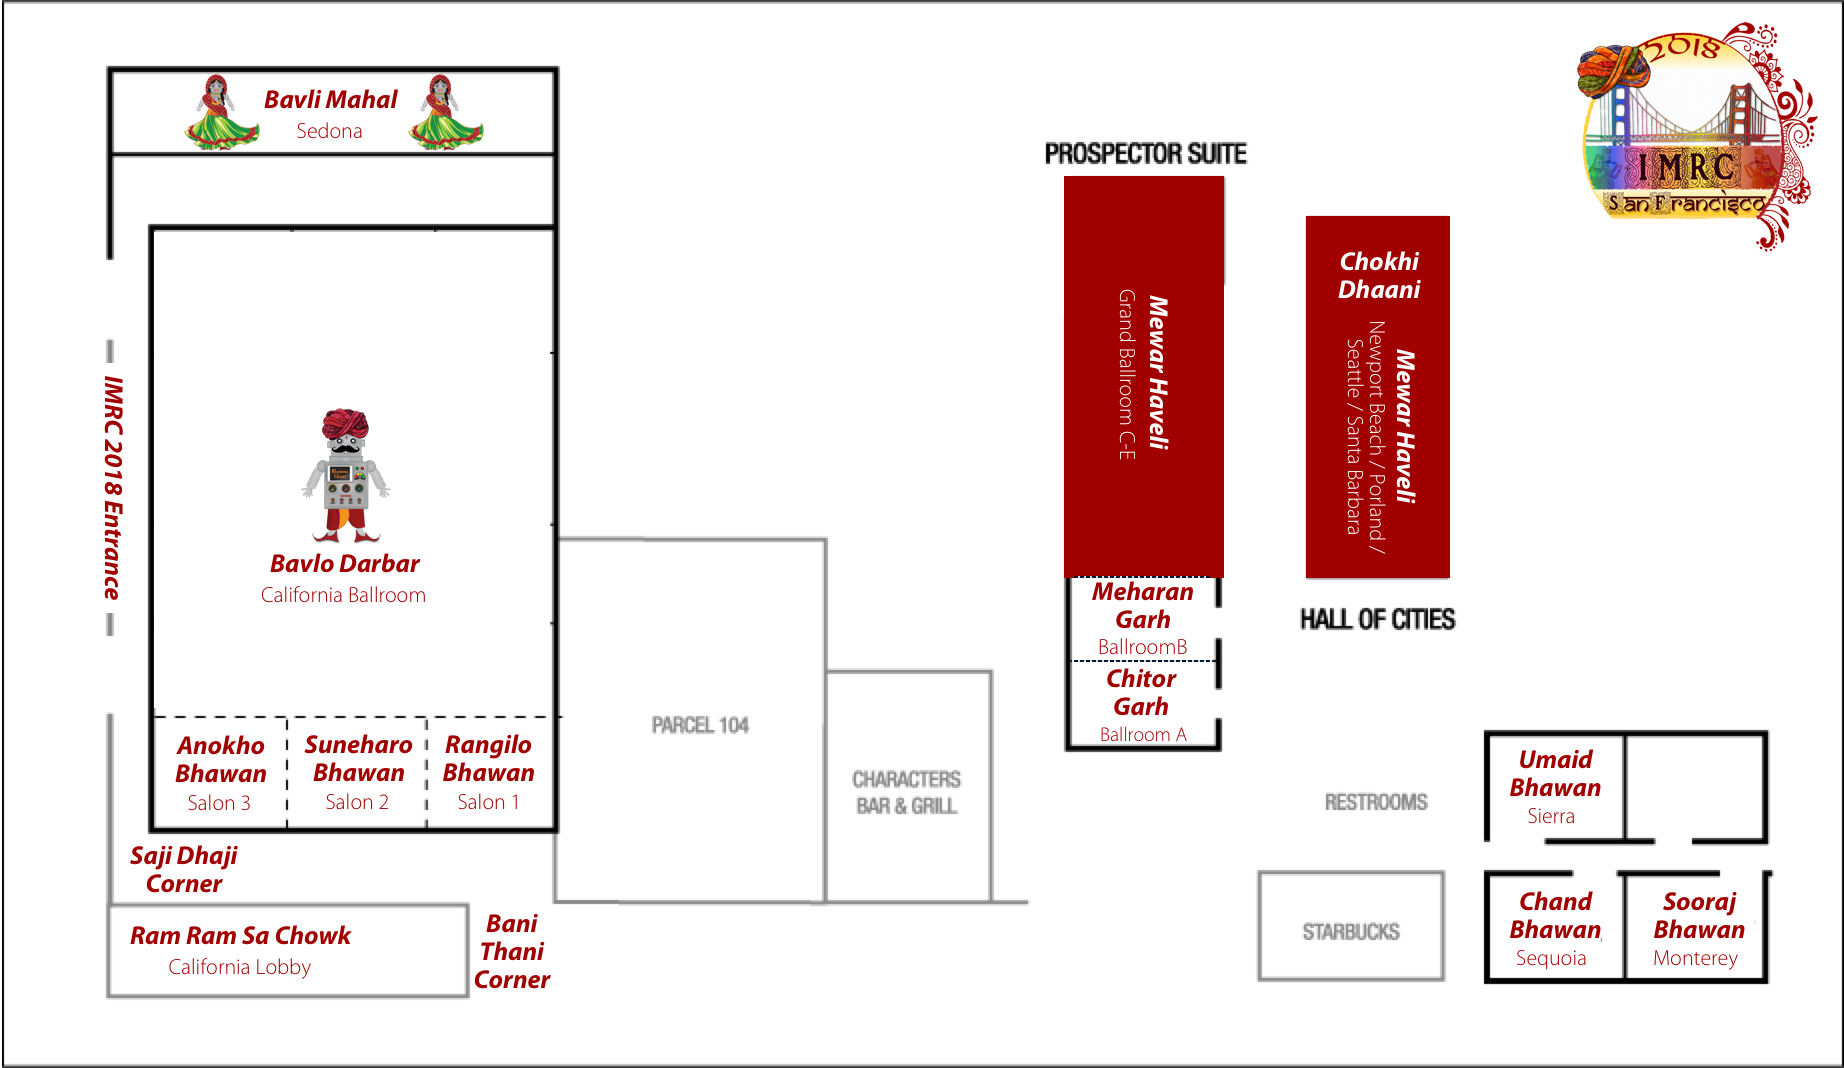 2018
IMRC
San Francisco
Bavli Mahal
Sedona
IMRC 2018 Entrance
Bavlo Darbar
California Ballroom
Anokho
Bhawan
Salon 3
Suneharo
Bhawan
Salon 2
Rangilo
Bhawan
Salon 1
Saji Dhaji
Corner
Ram Ram Sa Chowk
California Lobby
Bani
Thani
Corner
PARCEL 104
CHARACTERS
BAR & GRILL
PROSPECTOR SUITE
Mewar Haveli
Grand Ballroom C-E
Meharan
Garh
BallroomB
Chitor
Garh
Ballroom A
Chokhi
Dhaani
Mewar Haveli
Newport Beach / Porland /
Seattle / Santa Barbara
HALL OF CITIES
RESTROOMS
STARBUCKS
Umaid
Bhawan
Sierra
Chand
Bhawan
Sequoia
Sooraj
Bhawan
Monterey